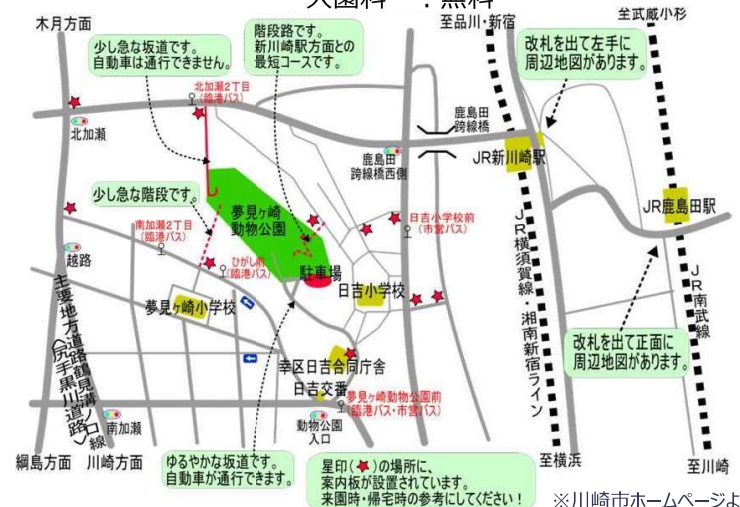 入園料　：無料
木月方面
少し急な坂道です。
自動車は通行できません。
階段路です。
新川崎駅方面との
最短コースです。
至品川・新宿
至武蔵小杉
改札を出て左手に
周辺地図があります。
北加瀬2丁目
（臨港バス）
北加瀬
鹿島田
跨線橋
鹿島田
跨線橋西側
JR新川崎駅
少し急な階段です。
夢見ヶ崎
動物公園
日吉小学校前
（市営バス）
JR鹿島田駅
南加瀬2丁目
（臨港バス）
越路
ひがし前
（臨港バス）
駐車場
日吉小学校
JR横須賀線・湘南新宿ライン
JR南武線
主要地方道路鶴見溝ノ口線
（尻手黒川道路）
夢見ヶ崎小学校
幸区日吉合同庁舎
日吉交番
改札を出て正面に
周辺地図があります。
夢見ヶ崎動物公園前
（臨港バス・市営バス）
南加瀬
動物公園
入口
綱島方面
川崎方面
ゆるやかな坂道です。
自動車が通行できます。
星印（★）の場所に、
案内板が設置されています。
来園時・帰宅時の参考にしてください！
至横浜
至川崎
※川崎市ホームページよ